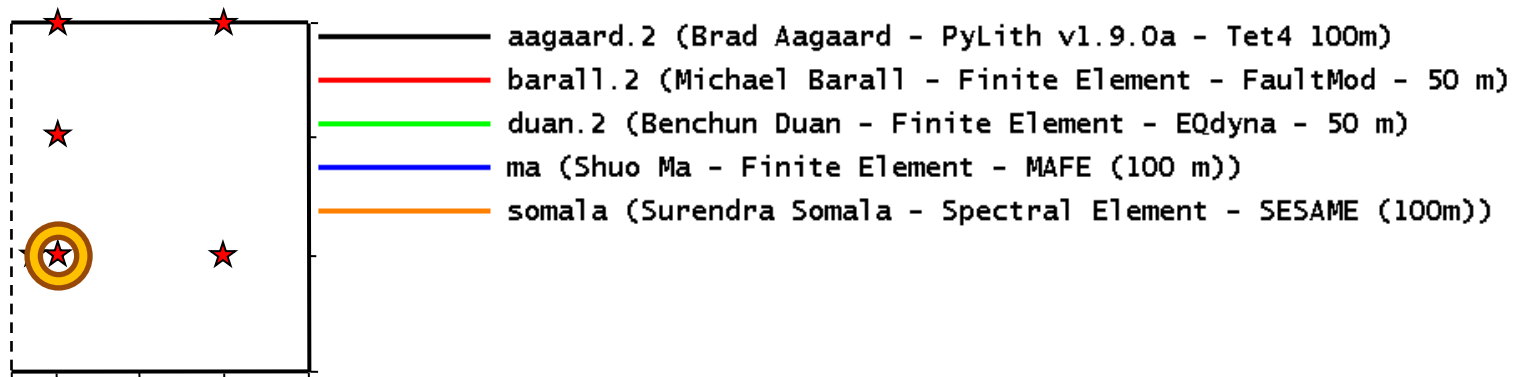 aagaard.2 (Brad Aagaard - PyLith v1.9.0a - Tet4 100m)
barall.2 (Michael Barall - Finite Element - FaultMod - 50 m)
duan.2 (Benchun Duan - Finite Element - EQdyna - 50 m)
ma (Shuo Ma - Finite Element - MAFE (100 m))
somala (Surendra Somala - Spectral Element - SESAME (100m))